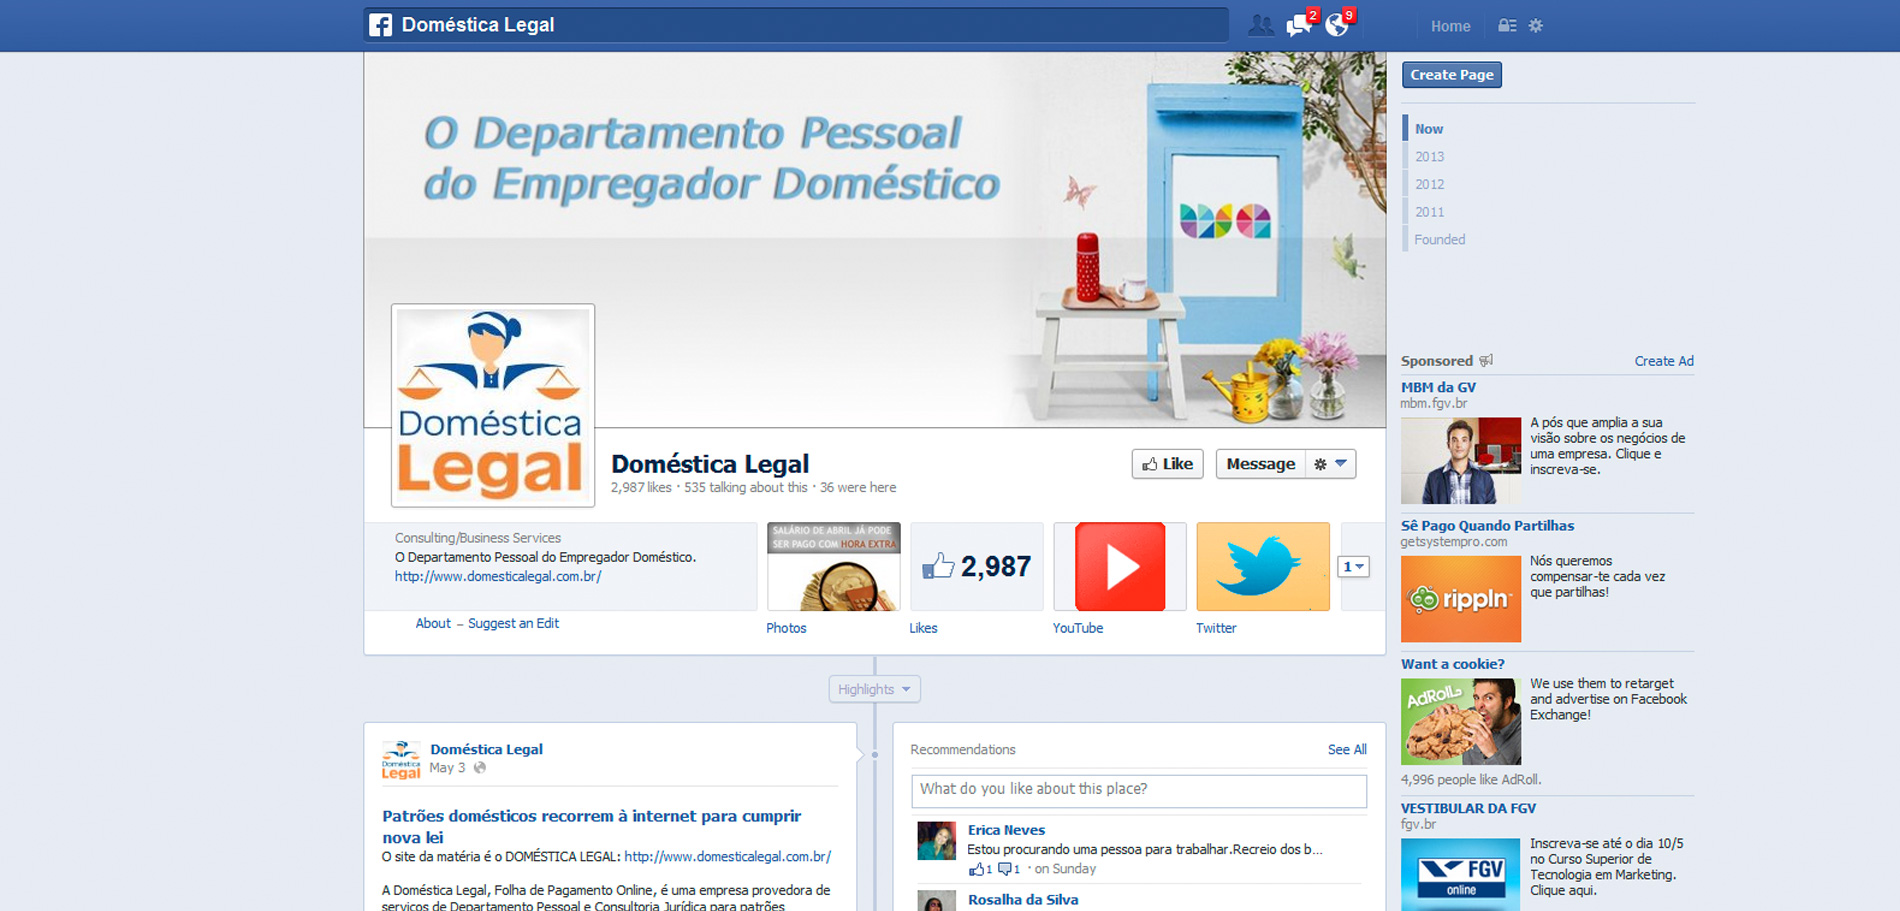 Doméstica Legal
2
9
Home
O Departamento Pessoal
do Empregador Doméstico
Doméstica
Legal
Doméstica Legal
2,987 likes · 535 talking about this · 36 were here
Like
Message
Consulting/Business Services
O Departamento Pessoal do Empregador Doméstico.
http://www.domesticalegal.com.br/
About – Suggest an Edit
SALÁRIO DE ABRIL JÁ PODE
SER PAGO COM HORA EXTRA
2,987
1
Photos
Likes
YouTube
Twitter
Highlights
Doméstica
Legal
Doméstica Legal
May 3
Patrões domésticos recorrem à internet para cumprir
nova lei
O site da matéria é o DOMÉSTICA LEGAL: http://www.domesticalegal.com.br/
A Doméstica Legal, Folha de Pagamento Online, é uma empresa provedora de
serviços de Departamento Pessoal e Consultoria Jurídica para patrões
Recommendations
See All
What do you like about this place?
Erica Neves
Estou procurando uma pessoa para trabalhar.Recreio dos b...
1 1 · on Sunday
Rosalha da Silva
Create Page
Now
2013
2012
2011
Founded
Sponsored
Create Ad
MBM da GV
mbm.fgv.br
A pós que amplia a sua
visão sobre os negócios de
uma empresa. Clique e
inscreva-se.
Sê Pago Quando Partilhas
getsystempro.com
rippln
Nós queremos
compensar-te cada vez
que partilhas!
Want a cookie?
AdRoll
We use them to retarget
and advertise on Facebook
Exchange!
4,996 people like AdRoll.
VESTIBULAR DA FGV
fgv.br
FGV
online
Inscreva-se até o dia 10/5
no Curso Superior de
Tecnologia em Marketing.
Clique aqui.